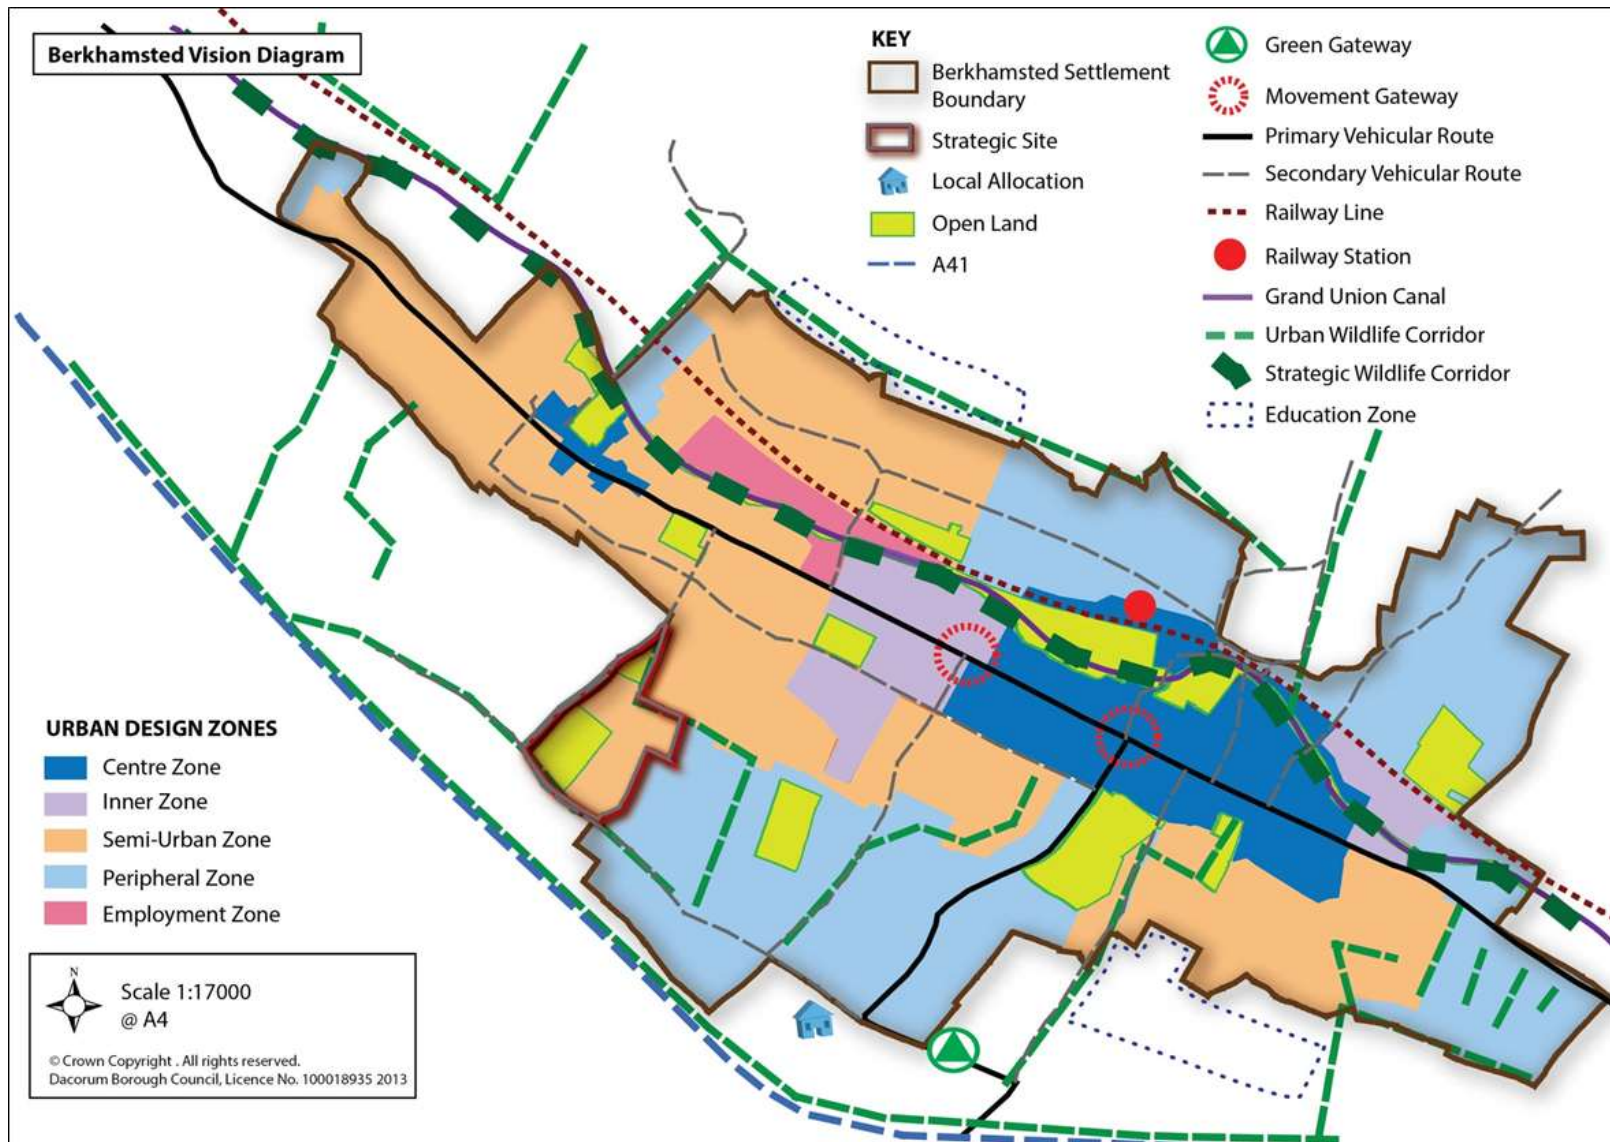 Berkhamsted Vision Diagram
KEY
Berkhamsted Settlement
Boundary
Strategic Site
Local Allocation
Open Land
A41
Green Gateway
Movement Gateway
Primary Vehicular Route
Secondary Vehicular Route
Railway Line
Railway Station
Grand Union Canal
Urban Wildlife Corridor
Strategic Wildlife Corridor
Education Zone
URBAN DESIGN ZONES
Centre Zone
Inner Zone
Semi-Urban Zone
Peripheral Zone
Employment Zone
N
Scale 1:17000
@ A4
© Crown Copyright . All rights reserved.
Dacorum Borough Council, Licence No. 100018935 2013